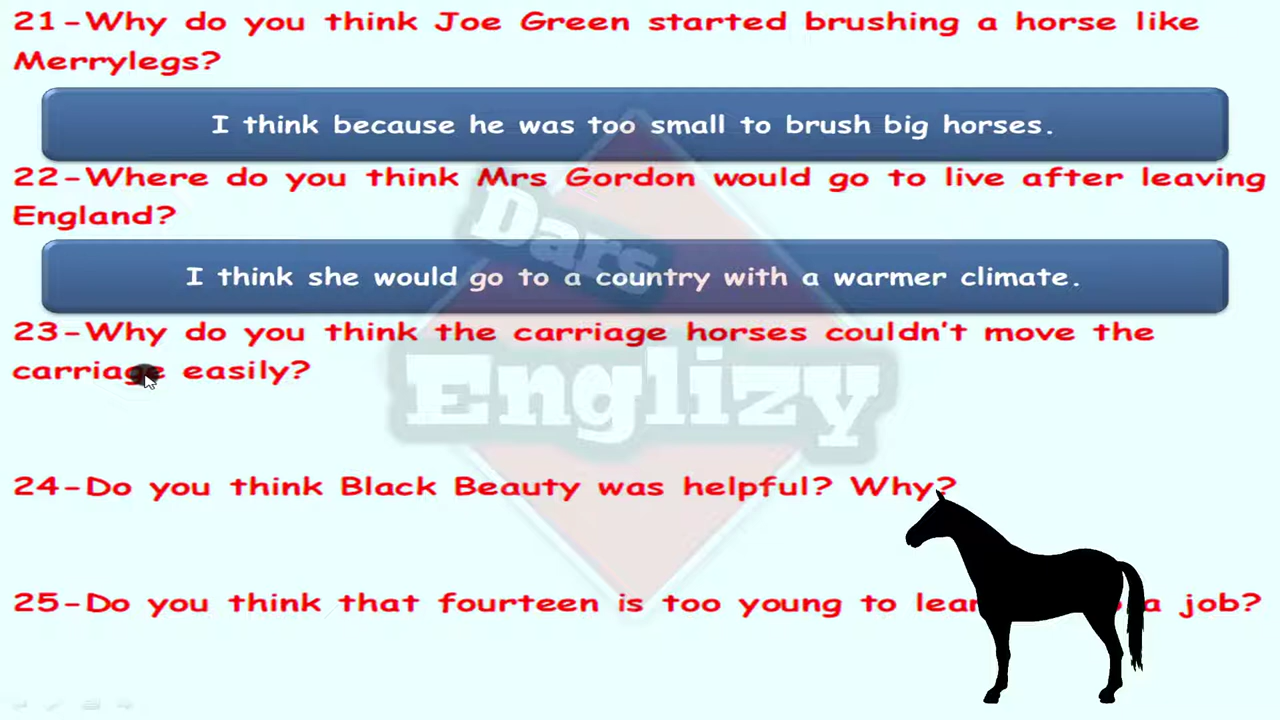 21-Why do you think Joe Green started brushing a horse like
Merrylegs?
I think because he was too small to brush big horses.
22-Where do you think Mrs Gordon would go to live after leaving
England?
I think she would go to a country with a warmer climate.
23-Why do you think the carriage horses couldn't move the
carriage easily?
Dars
Englizy
24-Do you think Black Beauty was helpful? Why?
25-Do you think that fourteen is too young to a job?